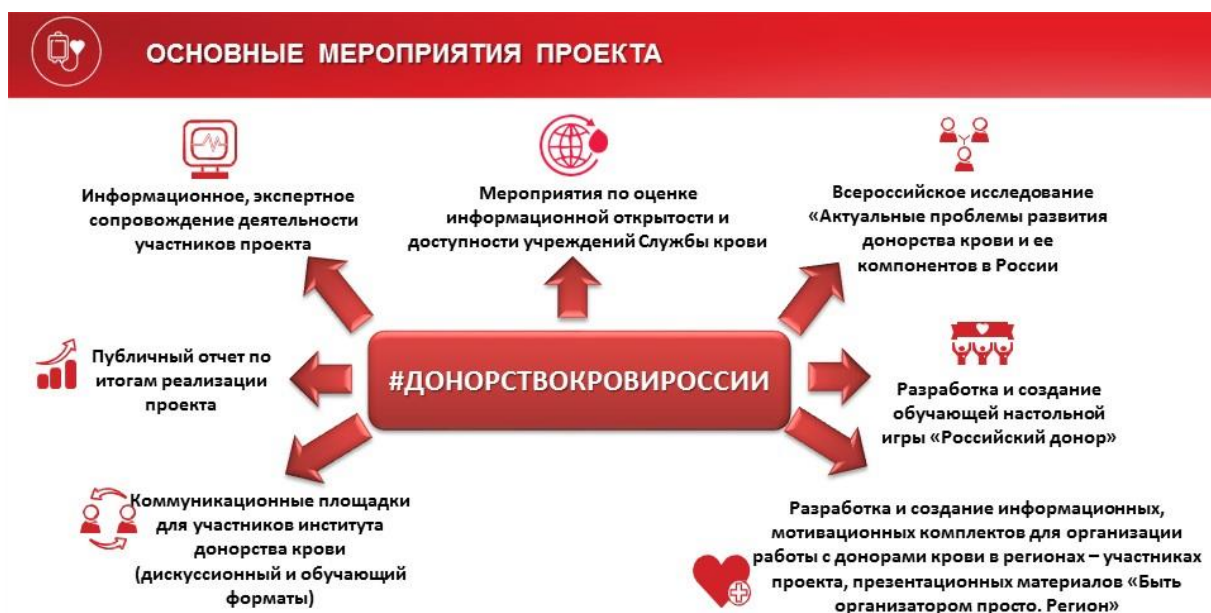 ОСНОВНЫЕ МЕРОПРИЯТИЯ ПРОЕКТА
Информационное, экспертное
сопровождение деятельности
участников проекта
Мероприятия по оценке
информационной открытости и
доступности учреждений Службы крови
Всероссийское исследование
«Актуальные проблемы развития
донорства крови и ее
компонентов в России
Публичный отчет по
итогам реализации
проекта
#ДОНОРСТВОКРОВИРОССИИ
Разработка и создание
обучающей настольной
игры «Российский донор»
Коммуникационные площадки
для участников института
донорства крови
(дискуссионный и обучающий
форматы)
Разработка и создание информационных,
мотивационных комплектов для организации
работы с донорами крови в регионах – участниках
проекта, презентационных материалов «Быть
организатором просто. Регион»